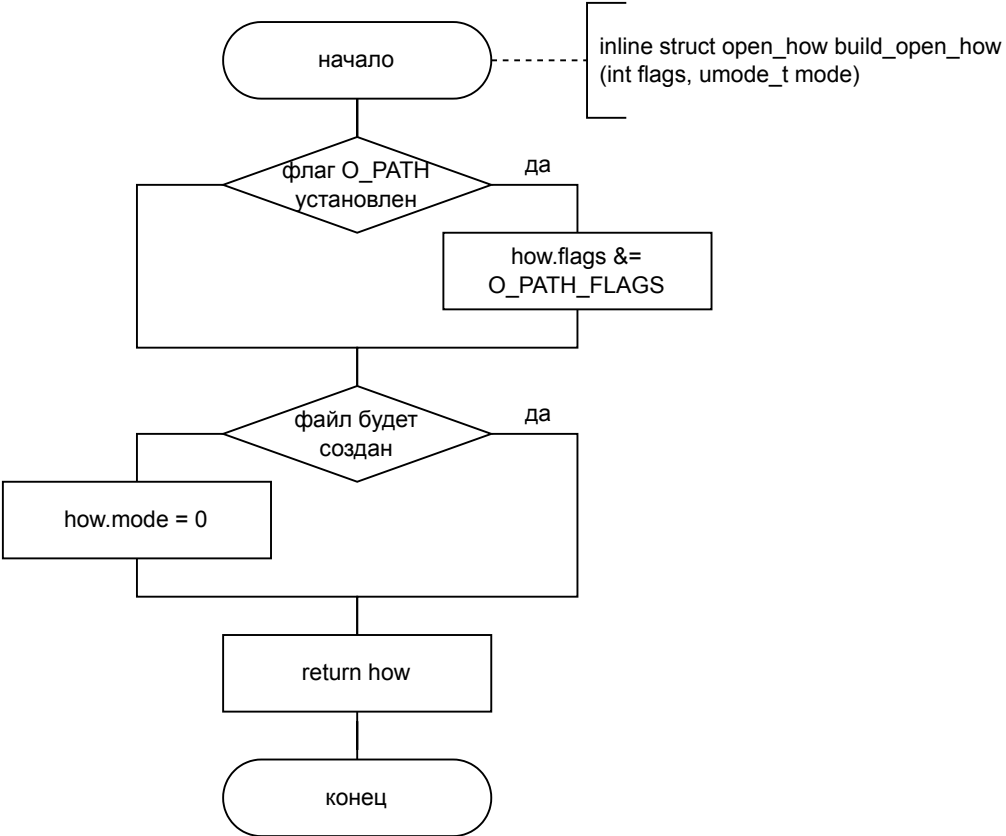 начало
inline struct open_how build_open_how
(int flags, umode_t mode)
флаг O_PATH
установлен
да
how.flags &=
O_PATH_FLAGS
файл будет
создан
да
how.mode = 0
return how
конец